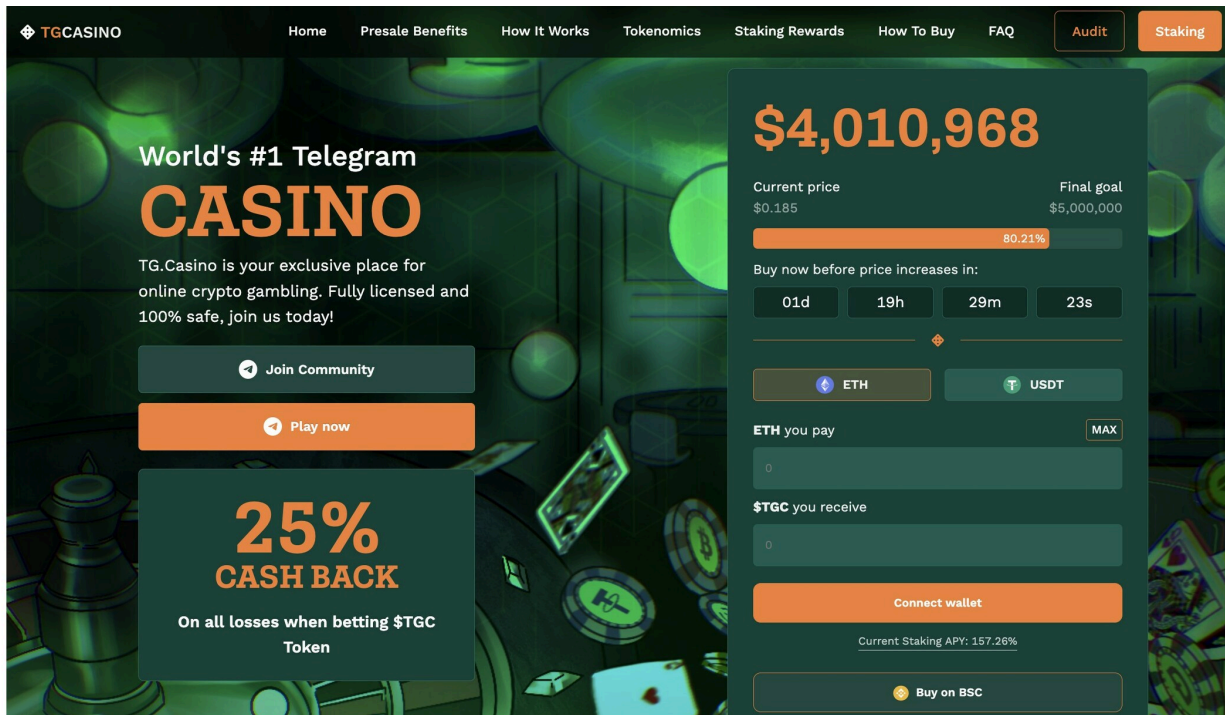 TGCASINO
Home Presale Benefits How It Works Tokenomics Staking Rewards How To Buy FAQ Audit Staking
World's #1 Telegram
CASINO
TG.Casino is your exclusive place for
online crypto gambling. Fully licensed and
100% safe, join us today!
Join Community
Play now
25%
CASH BACK
On all losses when betting $TGC
Token
$4,010,968
Current price Final goal
$0.185 $5,000,000
80.21%
Buy now before price increases in:
01d 19h 29m 23s
ETH USDT
ETH you pay MAX
0
$TGC you receive
0
Connect wallet
Current Staking APY: 157.26%
Buy on BSC